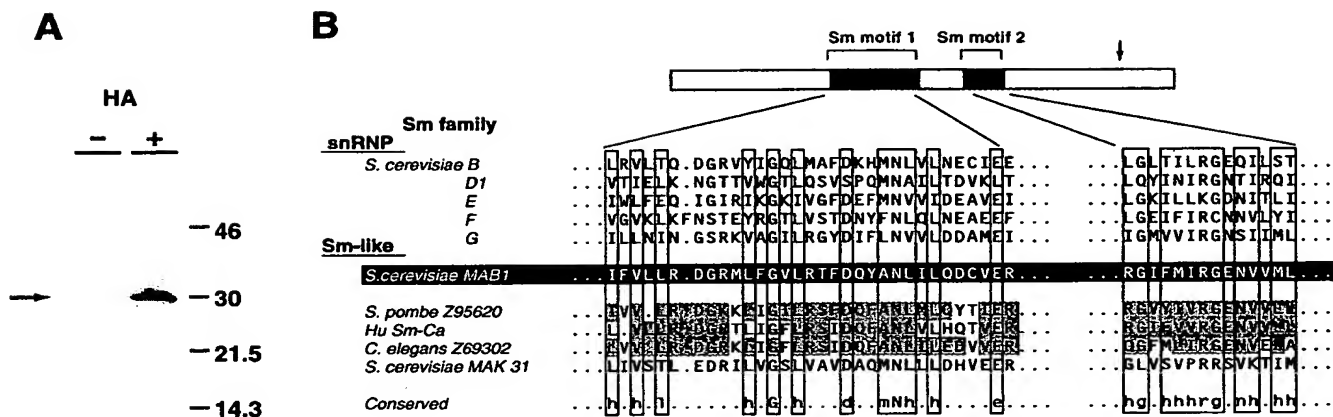 A
HA
- +
46
30
21.5
14.3
B
Sm motif 1 Sm motif 2
Sm family
snRNP
S. cerevisiae B ...LRVLTQ.DGRVYIGQLMAFDKHMNLVLNECIEE... ...LGLTILRGEQILST...
D1 ...VTIELK.NGTTVWGTLQSVSPQMNAILTDVKLT... ...LQYINIRGNTIRQI...
E ...IWLFEQ.IGIRIKGKIVGFDEFMNVVIDEAVEI... ...LGKILLKGDNITLI...
F ...VGVKLKFNSTEYRGTLVSTDNYFNLQLNEAEEF... ...LGEIFIRCNNVLYI...
G ...ILLNIN.GSRKVAGILRGYDIFLNVVLDDAMEI... ...IGMVVIRGNSIIML...
Sm-like
S.cerevisiae MAB1 ...IFVLLR.DGRMLFGVLRTFDQYANLILQDCVER... ...RGIFMIRGENVVML...
S. pombe Z95620
Hu Sm-Ca
C. elegans Z69302
S. cerevisiae MAK 31 ...LIVSTL.EDRILVGSLVAVDAQMNLLLDHVEER... ...GLVSVPRRSVKTIM...
Conserved ...h.h.l.......h.G.h...d..mNh.h....e... ...hg.hhhrg.nh.hh...